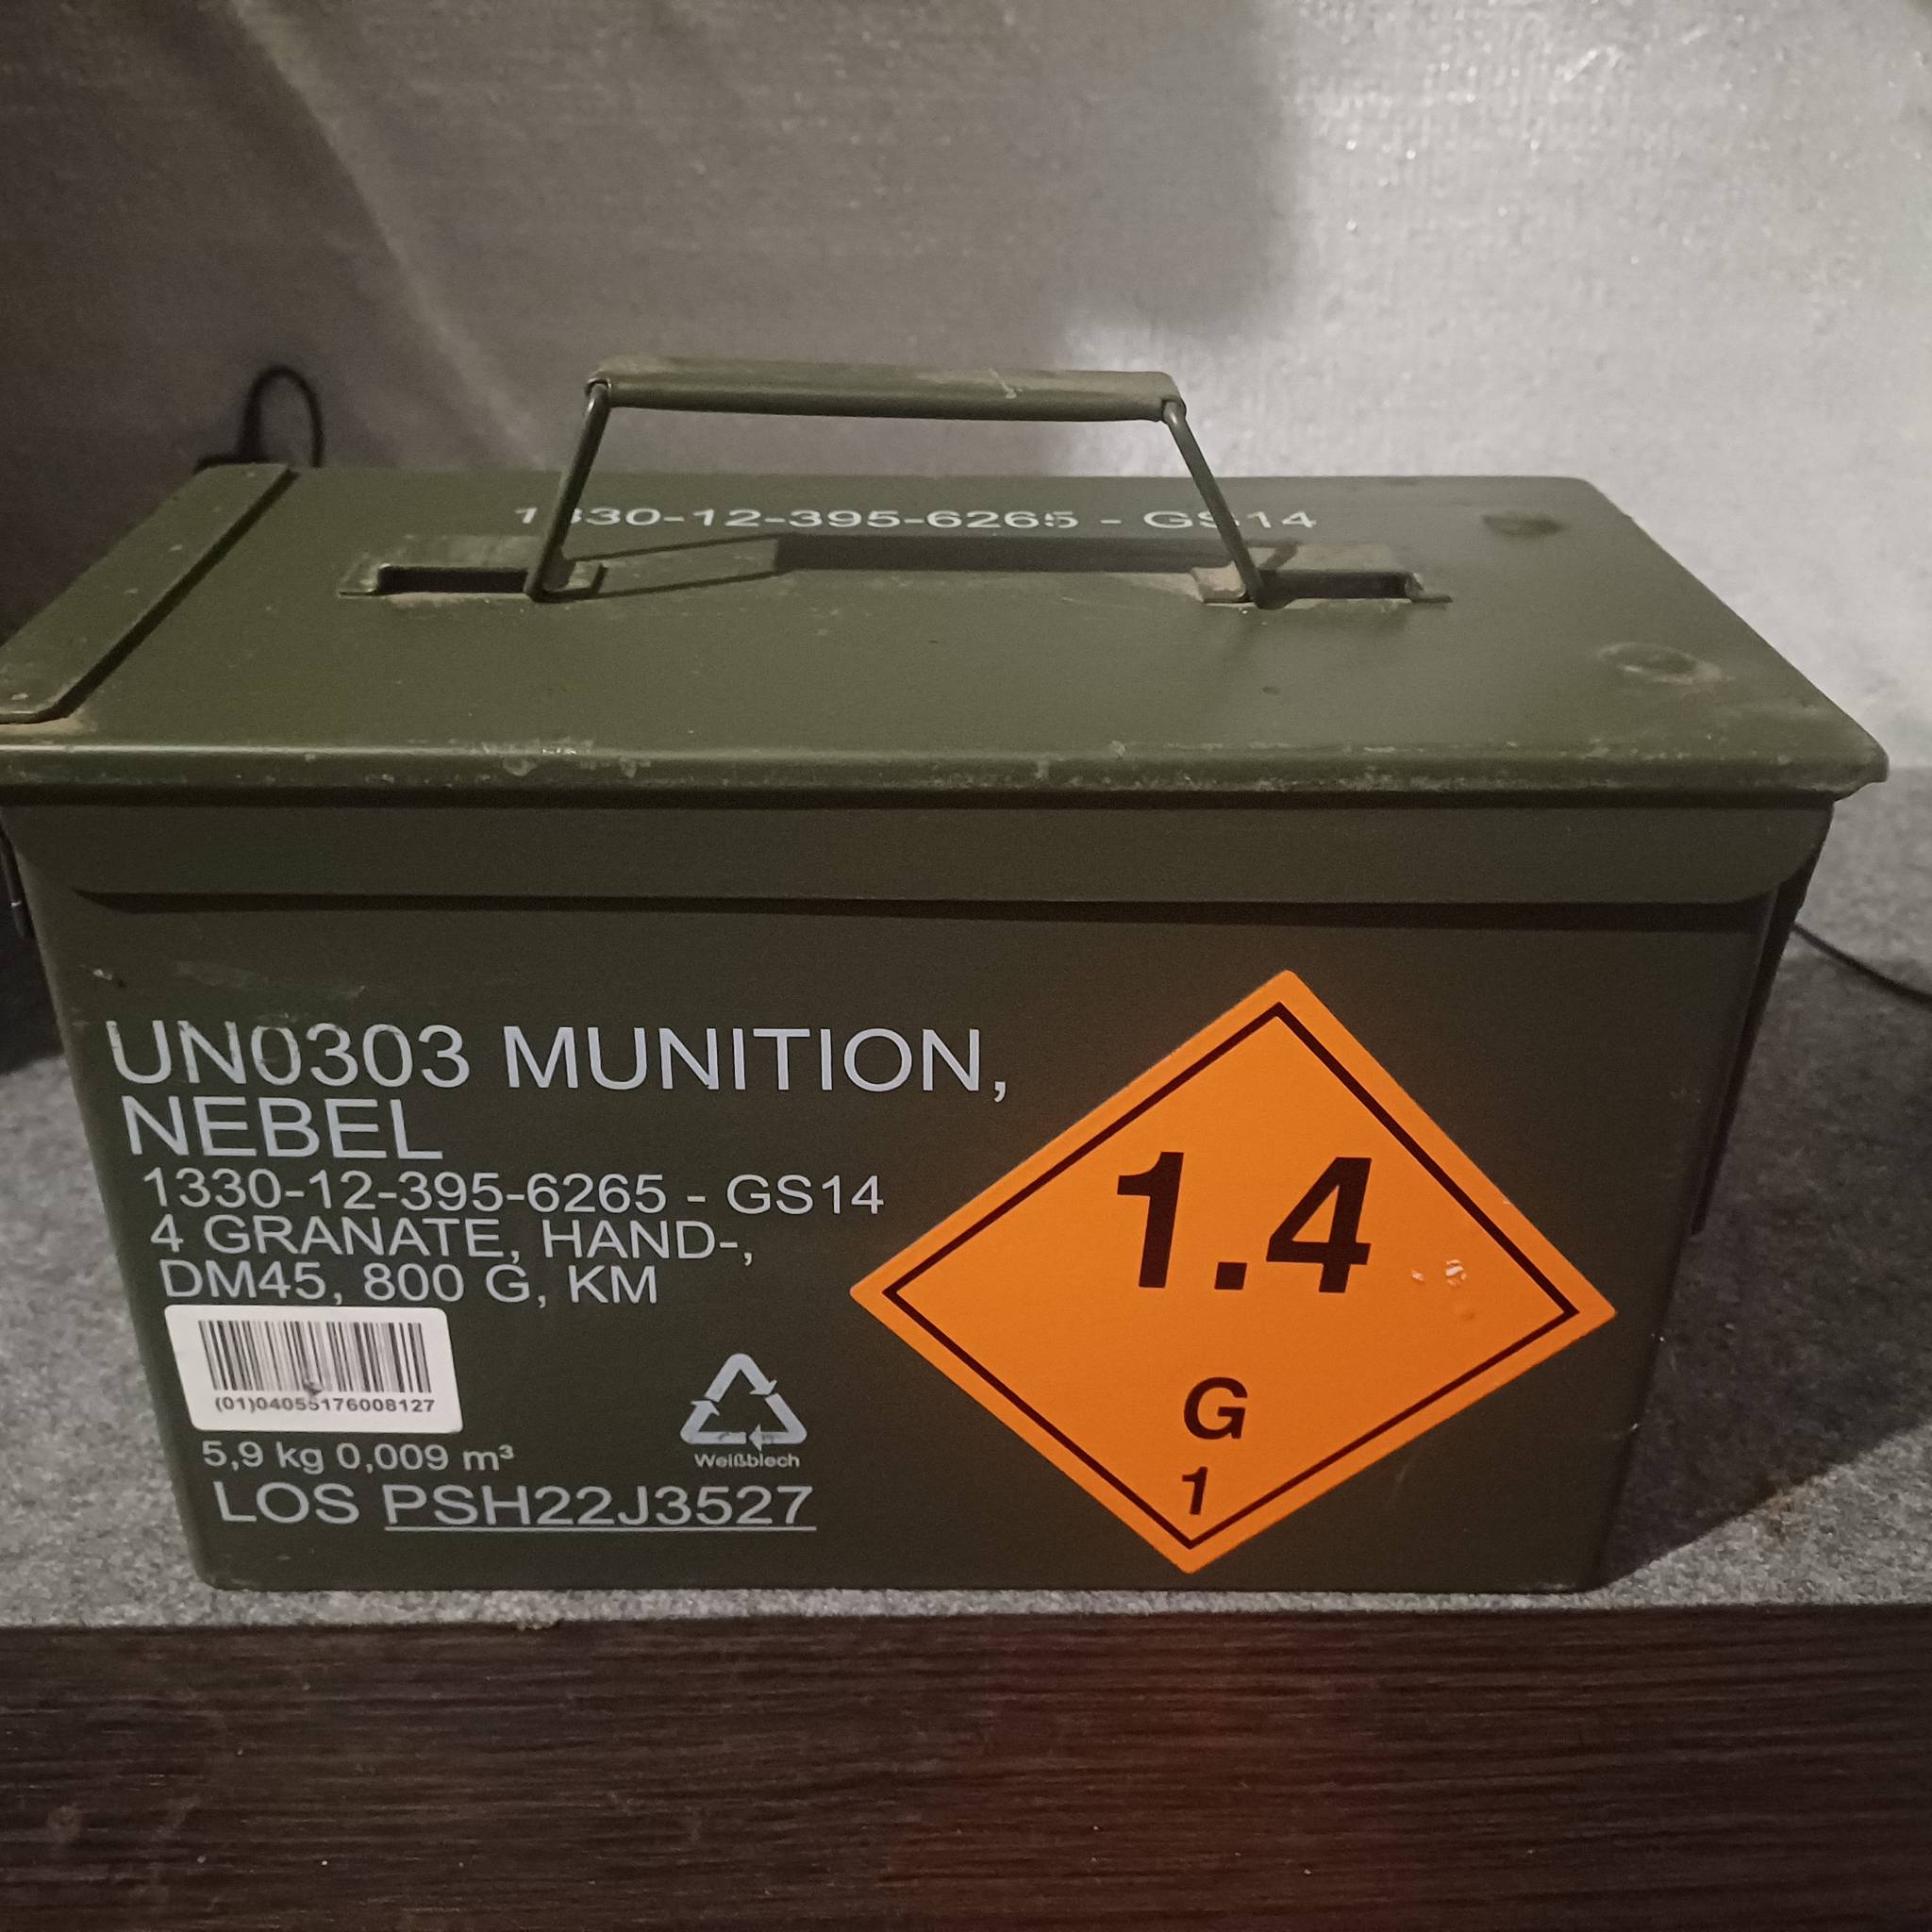 1330-12-395-6265 - GS14
UN0303 MUNITION,
NEBEL
1330-12-395-6265 - GS14
4 GRANATE, HAND-,
DM45, 800 G, KM
(01)04055176008127
5,9 kg 0,009 m³
Weißblech
LOS PSH22J3527
1.4
G
1